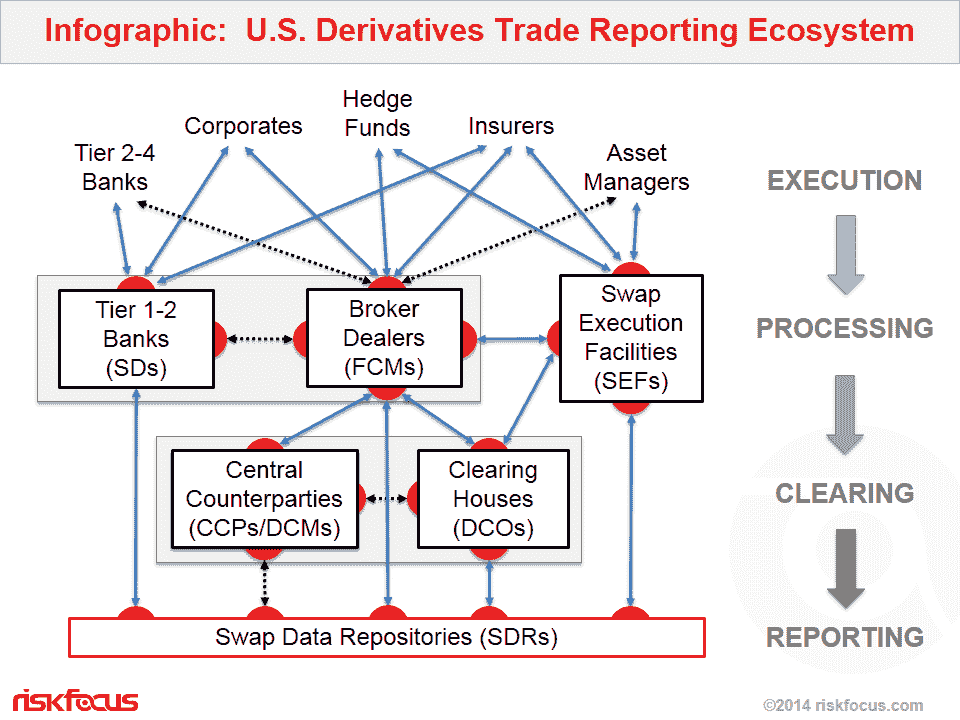 Infographic:  U.S. Derivatives Trade Reporting Ecosystem
Hedge
Funds
Corporates
Insurers
Tier 2-4
Banks
Asset
Managers
EXECUTION
Tier 1-2
Banks
(SDs)
Broker
Dealers
(FCMs)
Swap
Execution
Facilities
(SEFs)
PROCESSING
Central
Counterparties
(CCPs/DCMs)
Clearing
Houses
(DCOs)
CLEARING
Swap Data Repositories (SDRs)
REPORTING
riskfocus
©2014 riskfocus.com